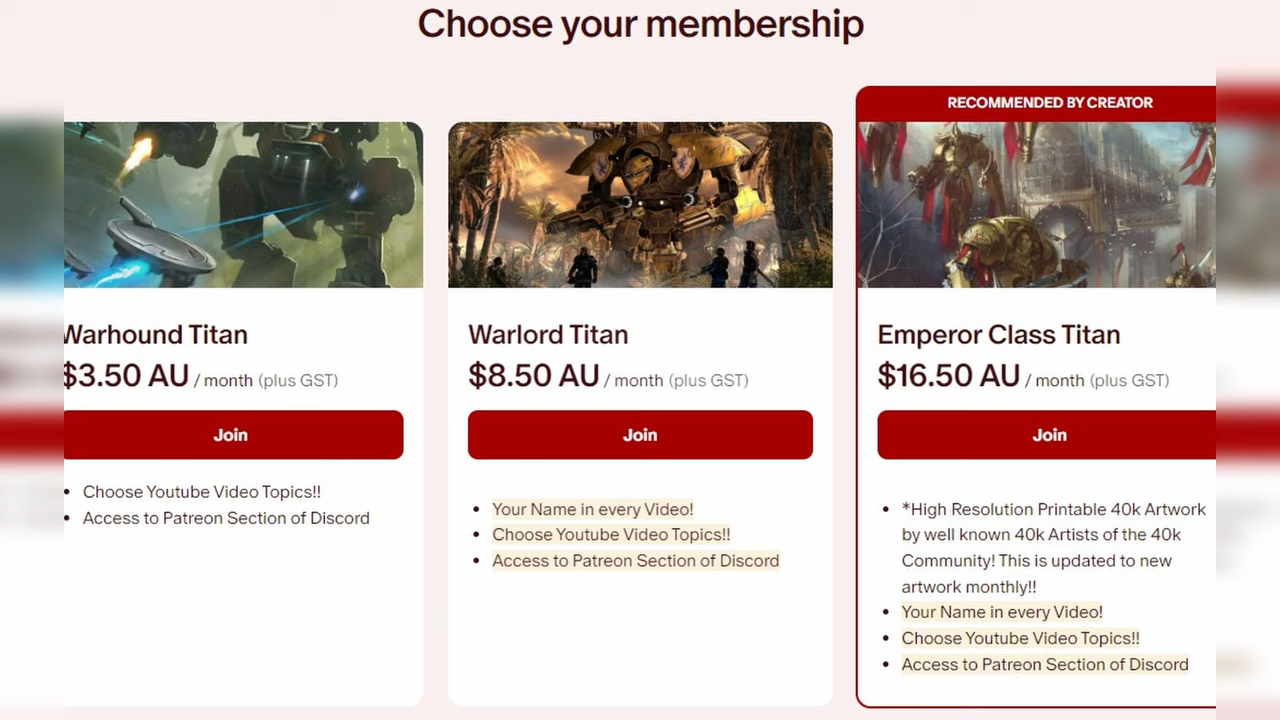 Choose your membership
RECOMMENDED BY CREATOR
Warhound Titan
$3.50 AU / month (plus GST)
Join
• Choose Youtube Video Topics!!
• Access to Patreon Section of Discord
Warlord Titan
$8.50 AU / month (plus GST)
Join
• Your Name in every Video!
• Choose Youtube Video Topics!!
• Access to Patreon Section of Discord
Emperor Class Titan
$16.50 AU / month (plus GST)
Join
• *High Resolution Printable 40k Artwork
by well known 40k Artists of the 40k
Community! This is updated to new
artwork monthly!!
• Your Name in every Video!
• Choose Youtube Video Topics!!
• Access to Patreon Section of Discord